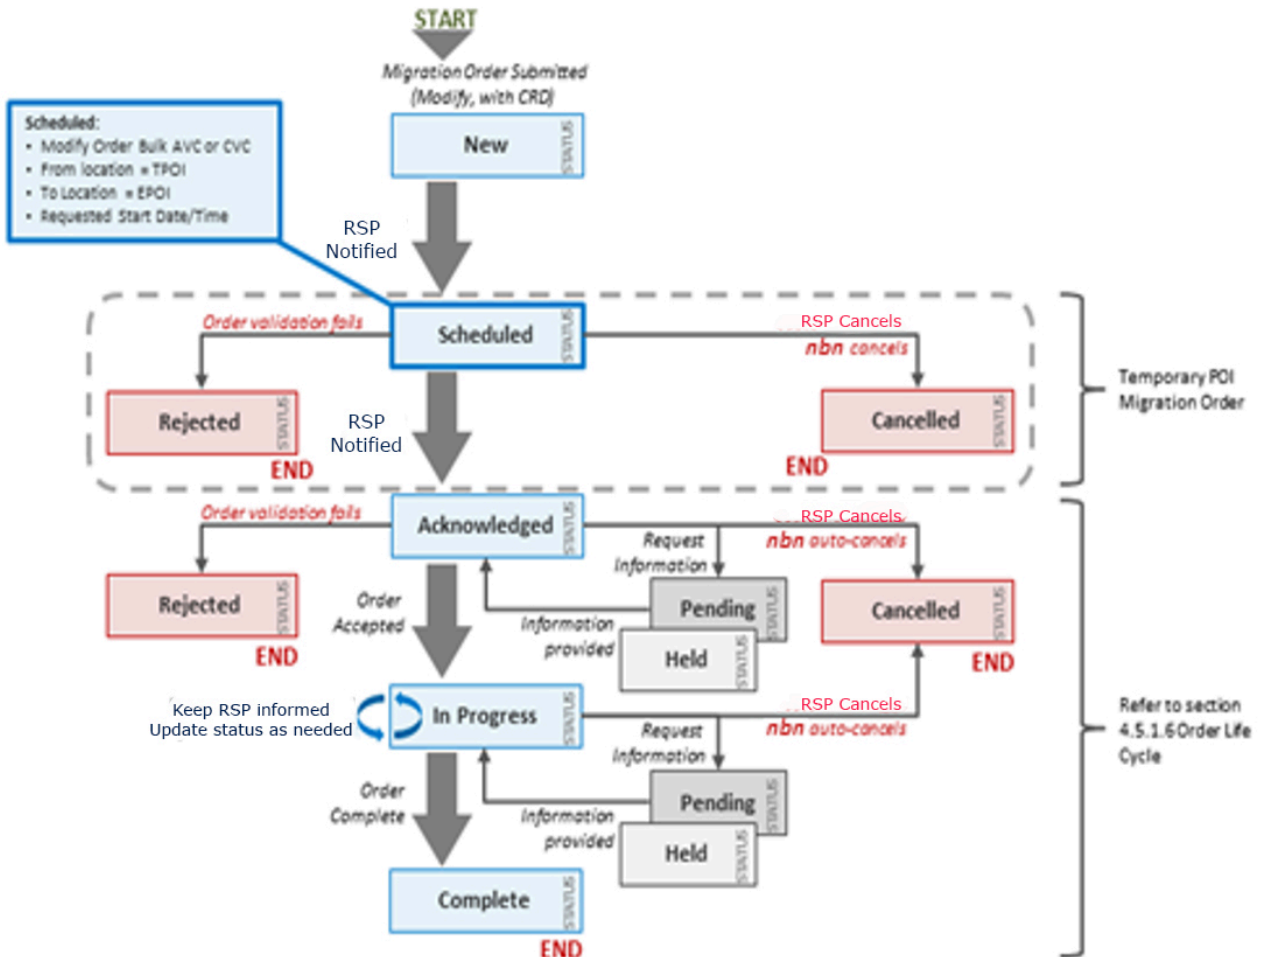 START
Migration Order Submitted
(Modify, with CRD)
New
STATUS
Scheduled:
• Modify Order Bulk AVC or CVC
• From location = TPOI
• To Location = EPOI
• Requested Start Date/Time
RSP
Notified
Order validation fails
Scheduled
STATUS
RSP Cancels
nbn cancels
Rejected
STATUS
END
RSP
Notified
Cancelled
STATUS
END
Temporary POI
Migration Order
Order validation fails
Acknowledged
STATUS
RSP Cancels
nbn auto-cancels
Request
Information
Rejected
STATUS
END
Order
Accepted
Pending
STATUS
Information
provided
Held
STATUS
Cancelled
STATUS
END
Keep RSP informed
Update status as needed
In Progress
STATUS
RSP Cancels
nbn auto-cancels
Request
Information
Refer to section
4.5.1.6 Order Life
Cycle
Order
Complete
Pending
STATUS
Information
provided
Held
STATUS
Complete
STATUS
END